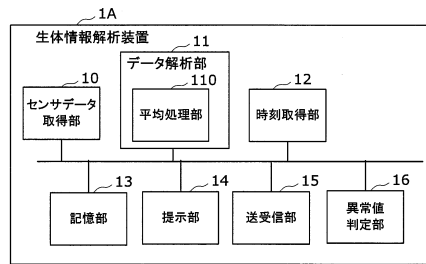 1A
生体情報解析装置
11
データ解析部
10
110
12
センサデータ
取得部
平均処理部
時刻取得部
13
14
15
16
記憶部
提示部
送受信部
異常値
判定部